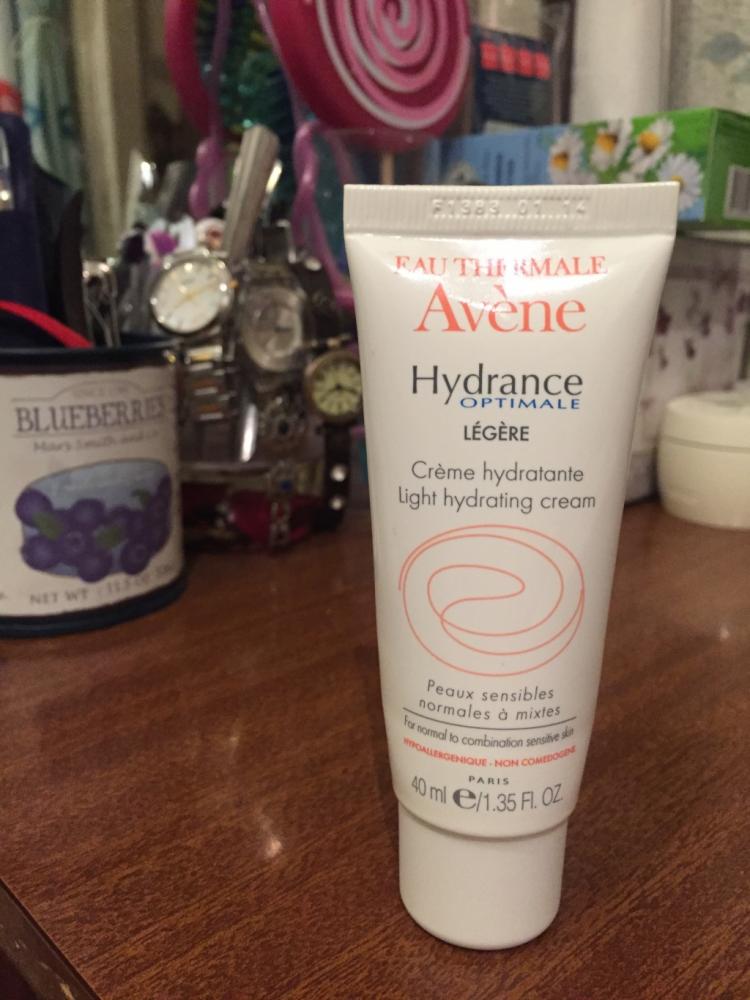 EAU THERMALE
Avène
Hydrance
OPTIMALE
LÉGÈRE
Crème hydratante
Light hydrating cream
Peaux sensibles
normales à mixtes
For normal to combination sensitive skin
HYPOALLERGENIQUE - NON COMEDOGENE
PARIS
40 ml e/1.35 Fl. OZ.
BLUEBERRIES
NET WT